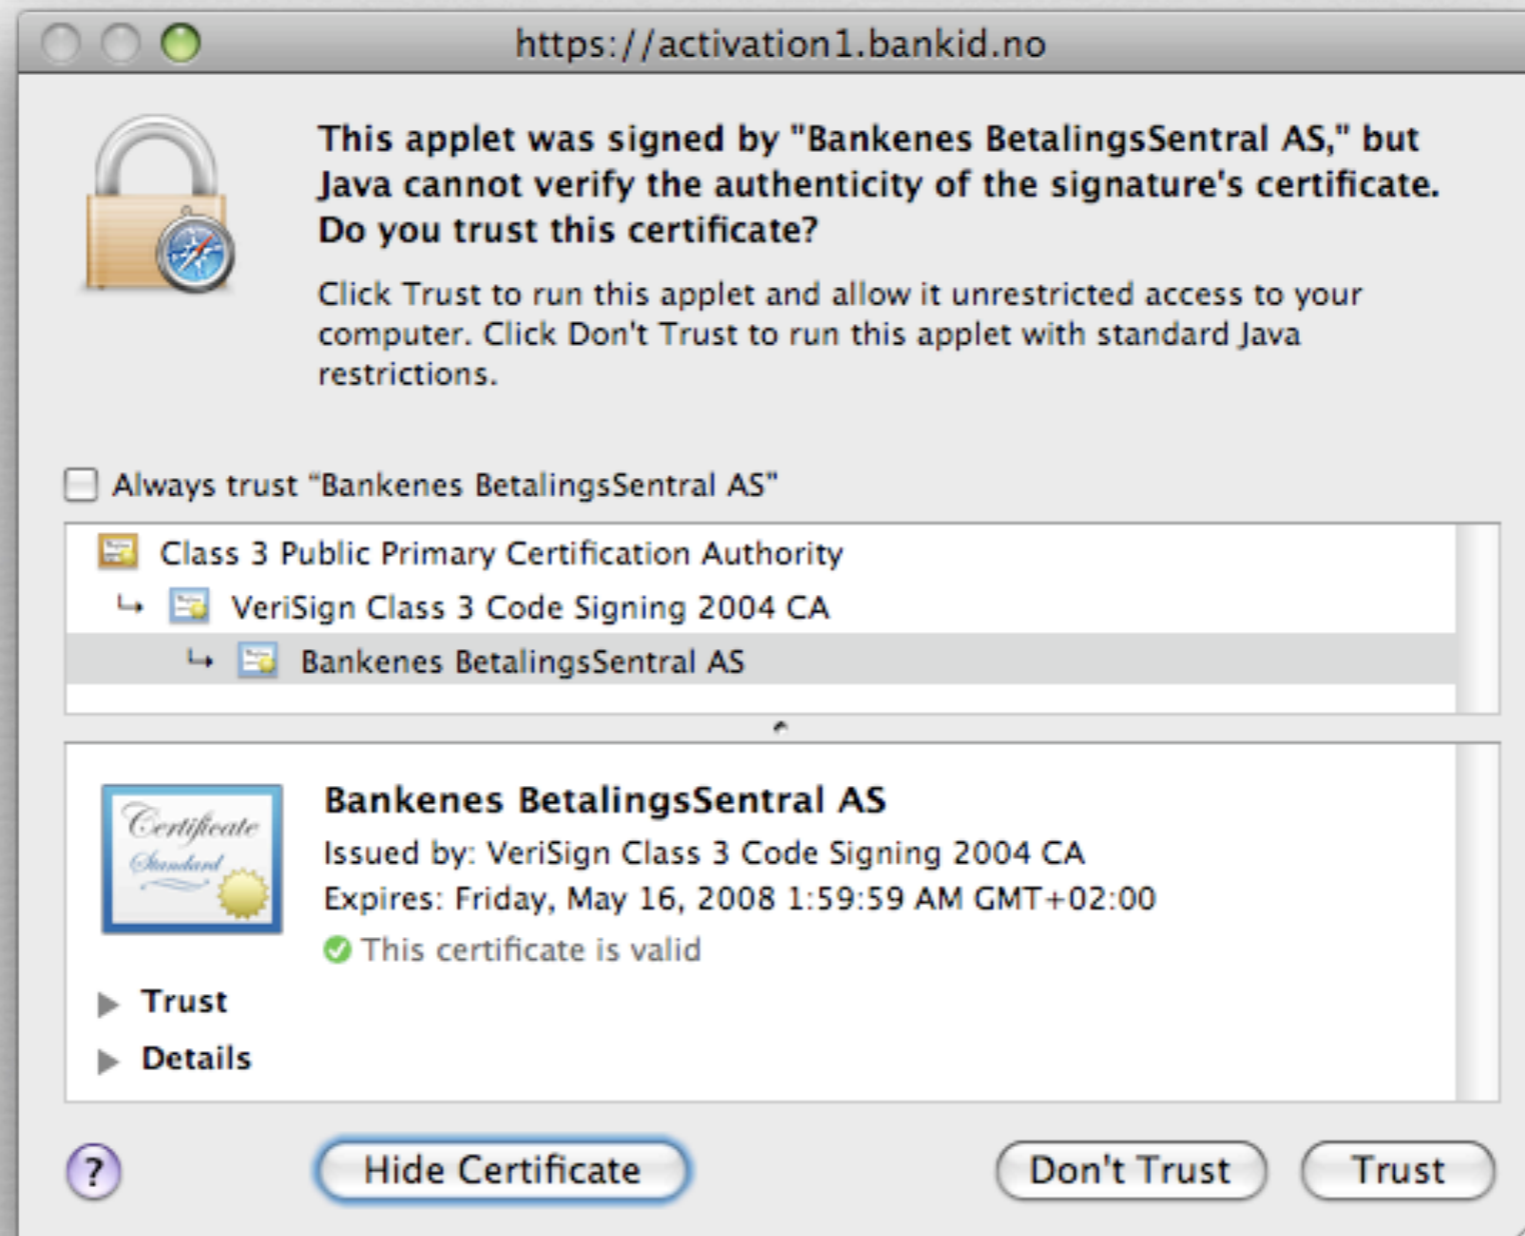 https://activation1.bankid.no
This applet was signed by "Bankenes BetalingsSentral AS," but
Java cannot verify the authenticity of the signature's certificate.
Do you trust this certificate?
Click Trust to run this applet and allow it unrestricted access to your
computer. Click Don't Trust to run this applet with standard Java
restrictions.
Always trust “Bankenes BetalingsSentral AS”
Class 3 Public Primary Certification Authority
VeriSign Class 3 Code Signing 2004 CA
Bankenes BetalingsSentral AS
Certificate
Standard
Bankenes BetalingsSentral AS
Issued by: VeriSign Class 3 Code Signing 2004 CA
Expires: Friday, May 16, 2008 1:59:59 AM GMT+02:00
This certificate is valid
Trust
Details
?
Hide Certificate
Don't Trust
Trust